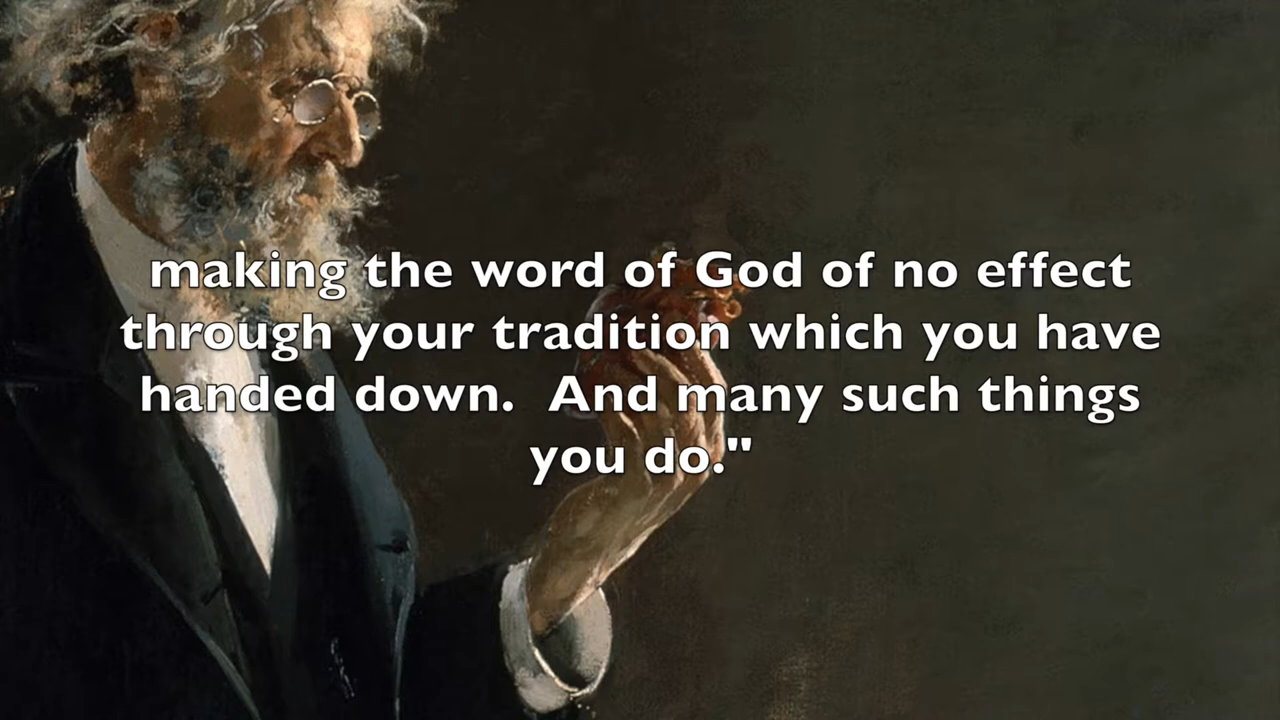 making the word of God of no effect
through your tradition which you have
handed down.  And many such things
you do."